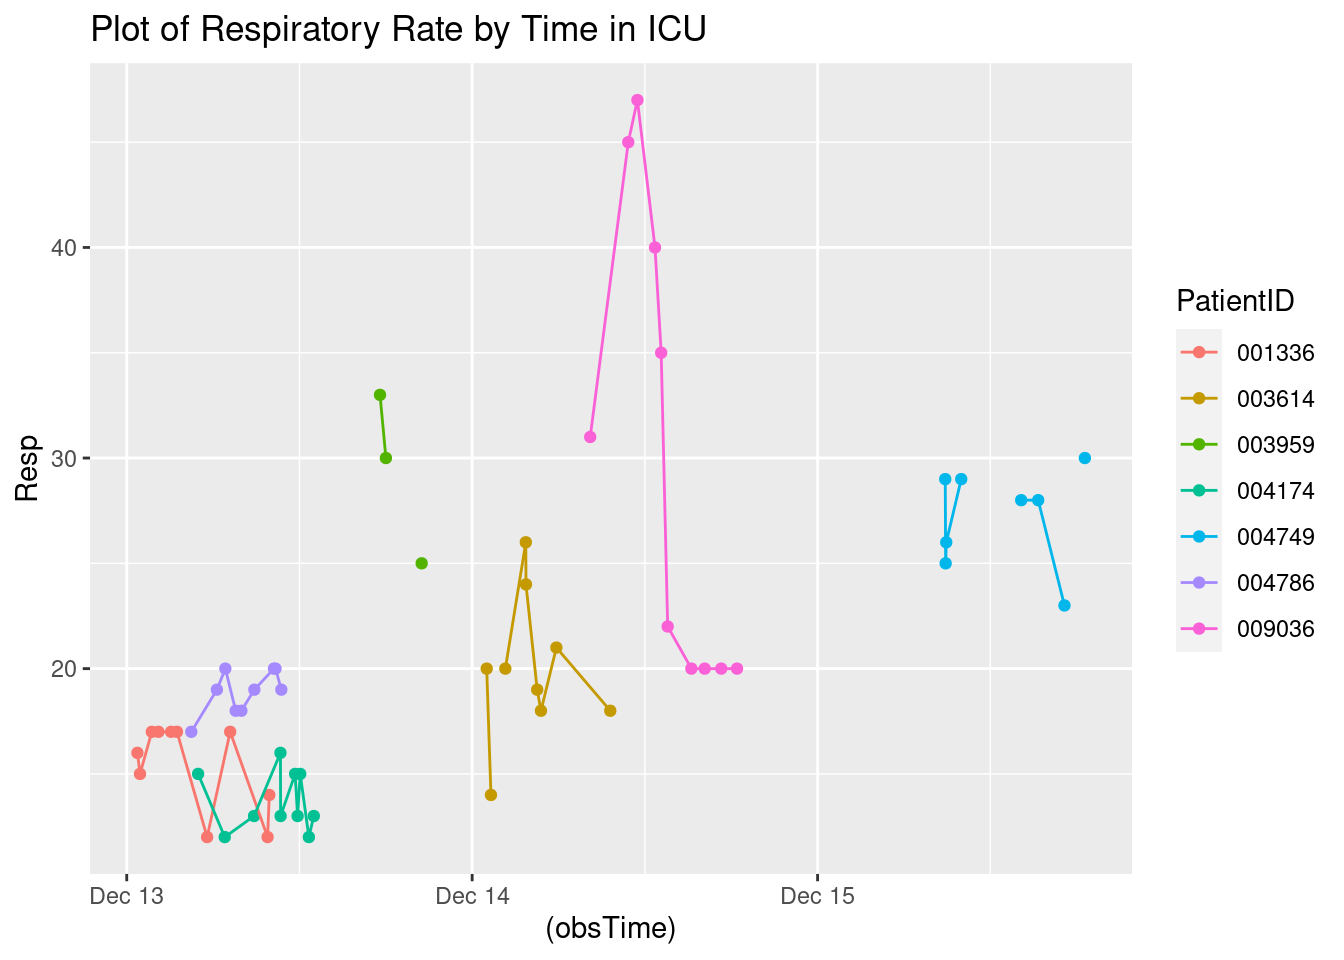 Plot of Respiratory Rate by Time in ICU
Resp
40
30
20
Dec 13
Dec 14
Dec 15
(obsTime)
PatientID
001336
003614
003959
004174
004749
004786
009036